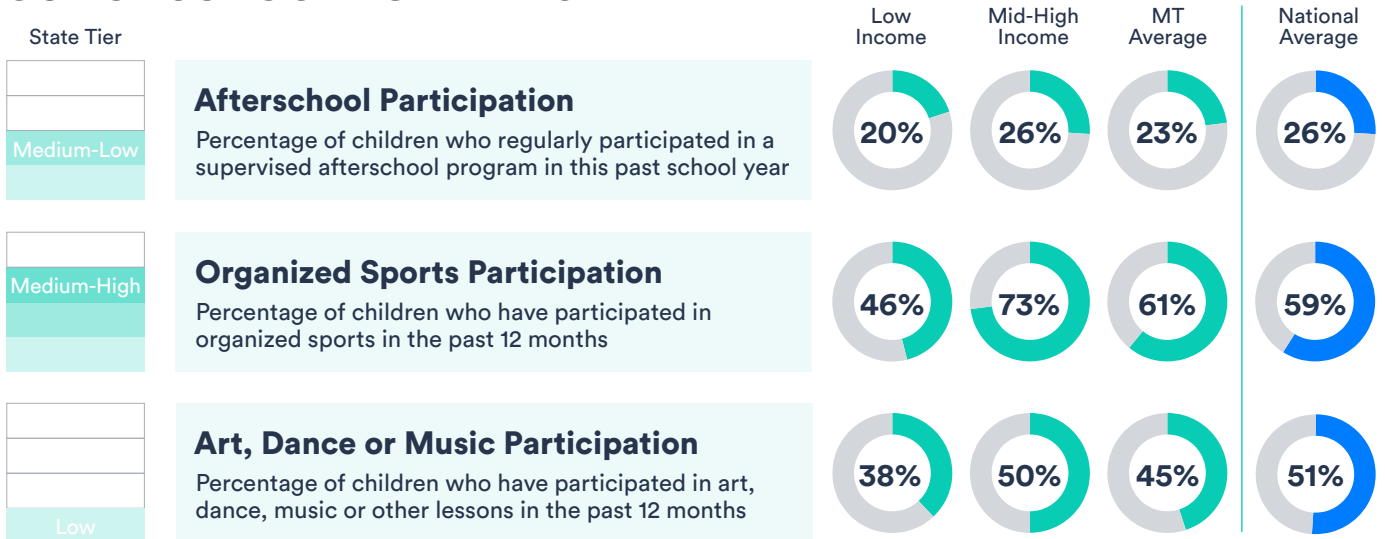 State Tier
Low
Income
Mid-High
Income
MT
Average
National
Average
Medium-Low
Afterschool Participation
Percentage of children who regularly participated in a
supervised afterschool program in this past school year
20%
26%
23%
26%
Medium-High
Organized Sports Participation
Percentage of children who have participated in
organized sports in the past 12 months
46%
73%
61%
59%
Low
Art, Dance or Music Participation
Percentage of children who have participated in art,
dance, music or other lessons in the past 12 months
38%
50%
45%
51%